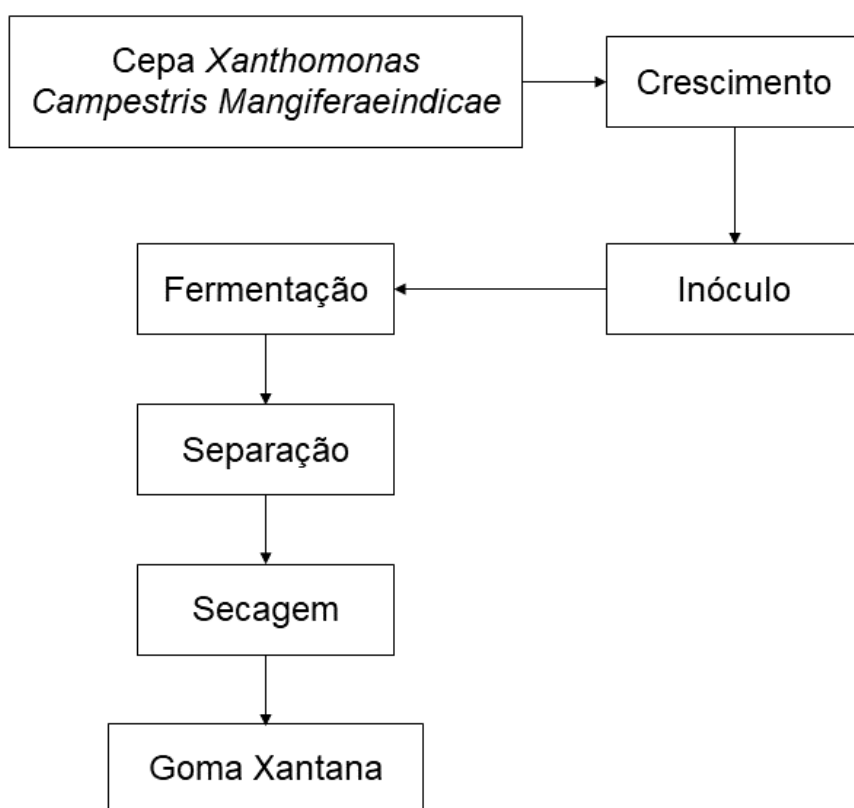 Cepa Xanthomonas
Campestris Mangiferaeindicae
Crescimento
Inóculo
Fermentação
Separação
Secagem
Goma Xantana